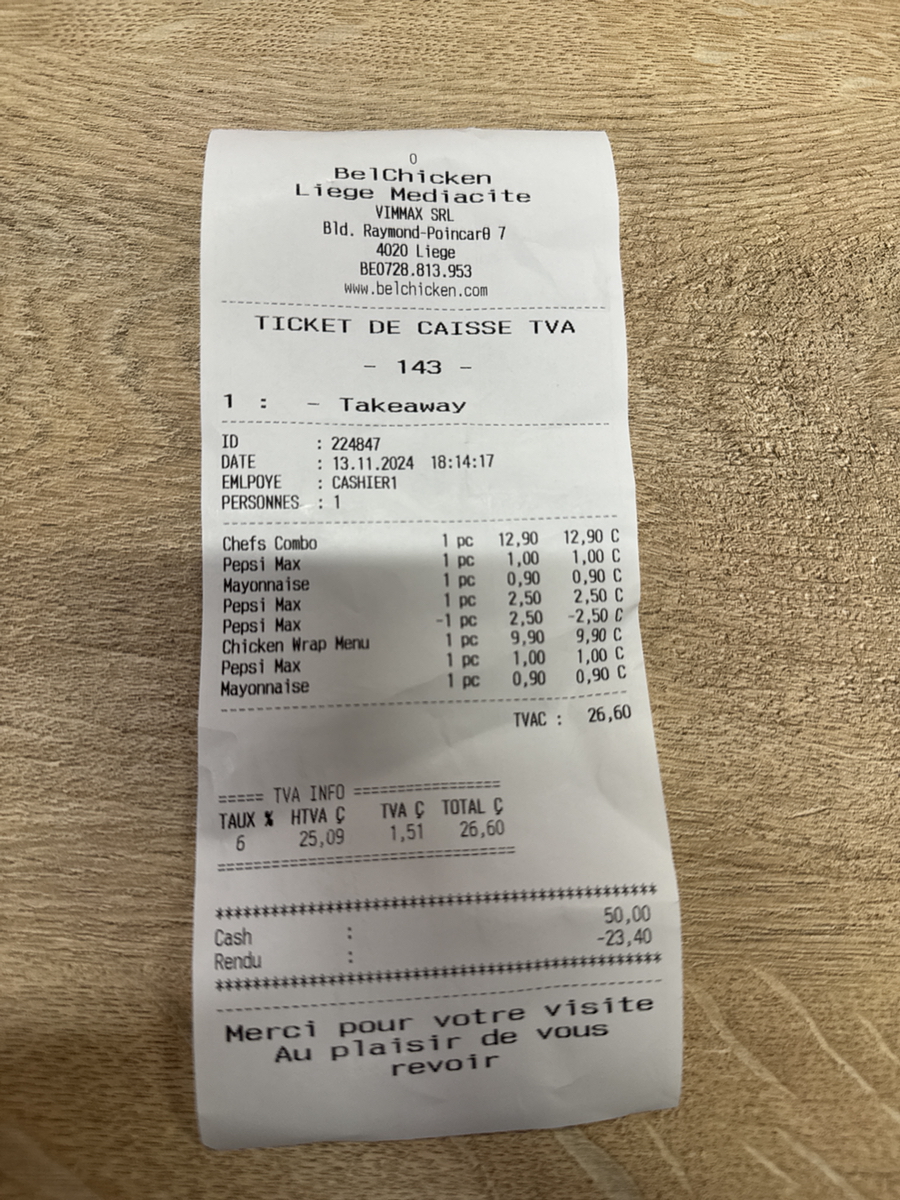 0
BelChicken
Liege Mediacite
VIMMAX SRL
Bld. Raymond-Poincarθ 7
4020 Liege
BE0728.813.953
www.belchicken.com
TICKET DE CAISSE TVA
- 143 -
1 : - Takeaway
ID : 224847
DATE : 13.11.2024 18:14:17
EMLPOYE : CASHIER1
PERSONNES : 1
Chefs Combo 1 pc 12,90 12,90 C
Pepsi Max 1 pc 1,00 1,00 C
Mayonnaise 1 pc 0,90 0,90 C
Pepsi Max 1 pc 2,50 2,50 C
Pepsi Max -1 pc 2,50 -2,50 C
Chicken Wrap Menu 1 pc 9,90 9,90 C
Pepsi Max 1 pc 1,00 1,00 C
Mayonnaise 1 pc 0,90 0,90 C
TVAC : 26,60
===== TVA INFO ================
TAUX % HTVA Ç TVA Ç TOTAL Ç
6 25,09 1,51 26,60
Cash : 50,00
Rendu : -23,40
Merci pour votre visite
Au plaisir de vous
revoir